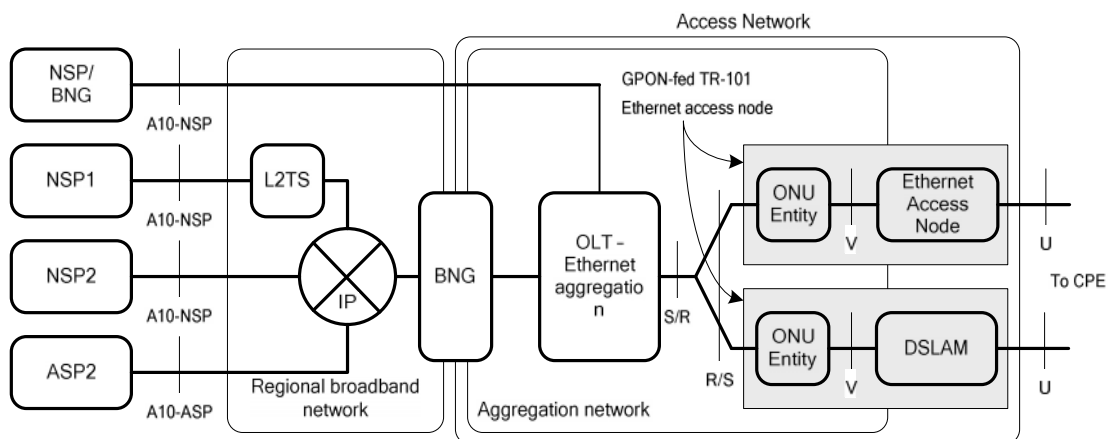 Access Network
NSP/
BNG
A10-NSP
GPON-fed TR-101
Ethernet access node
NSP1
A10-NSP
L2TS
ONU
Entity
V
Ethernet
Access
Node
U
NSP2
A10-NSP
IP
BNG
OLT –
Ethernet
aggregatio
n
S/R
To CPE
ASP2
A10-ASP
Regional broadband
network
Aggregation network
R/S
ONU
Entity
V
DSLAM
U